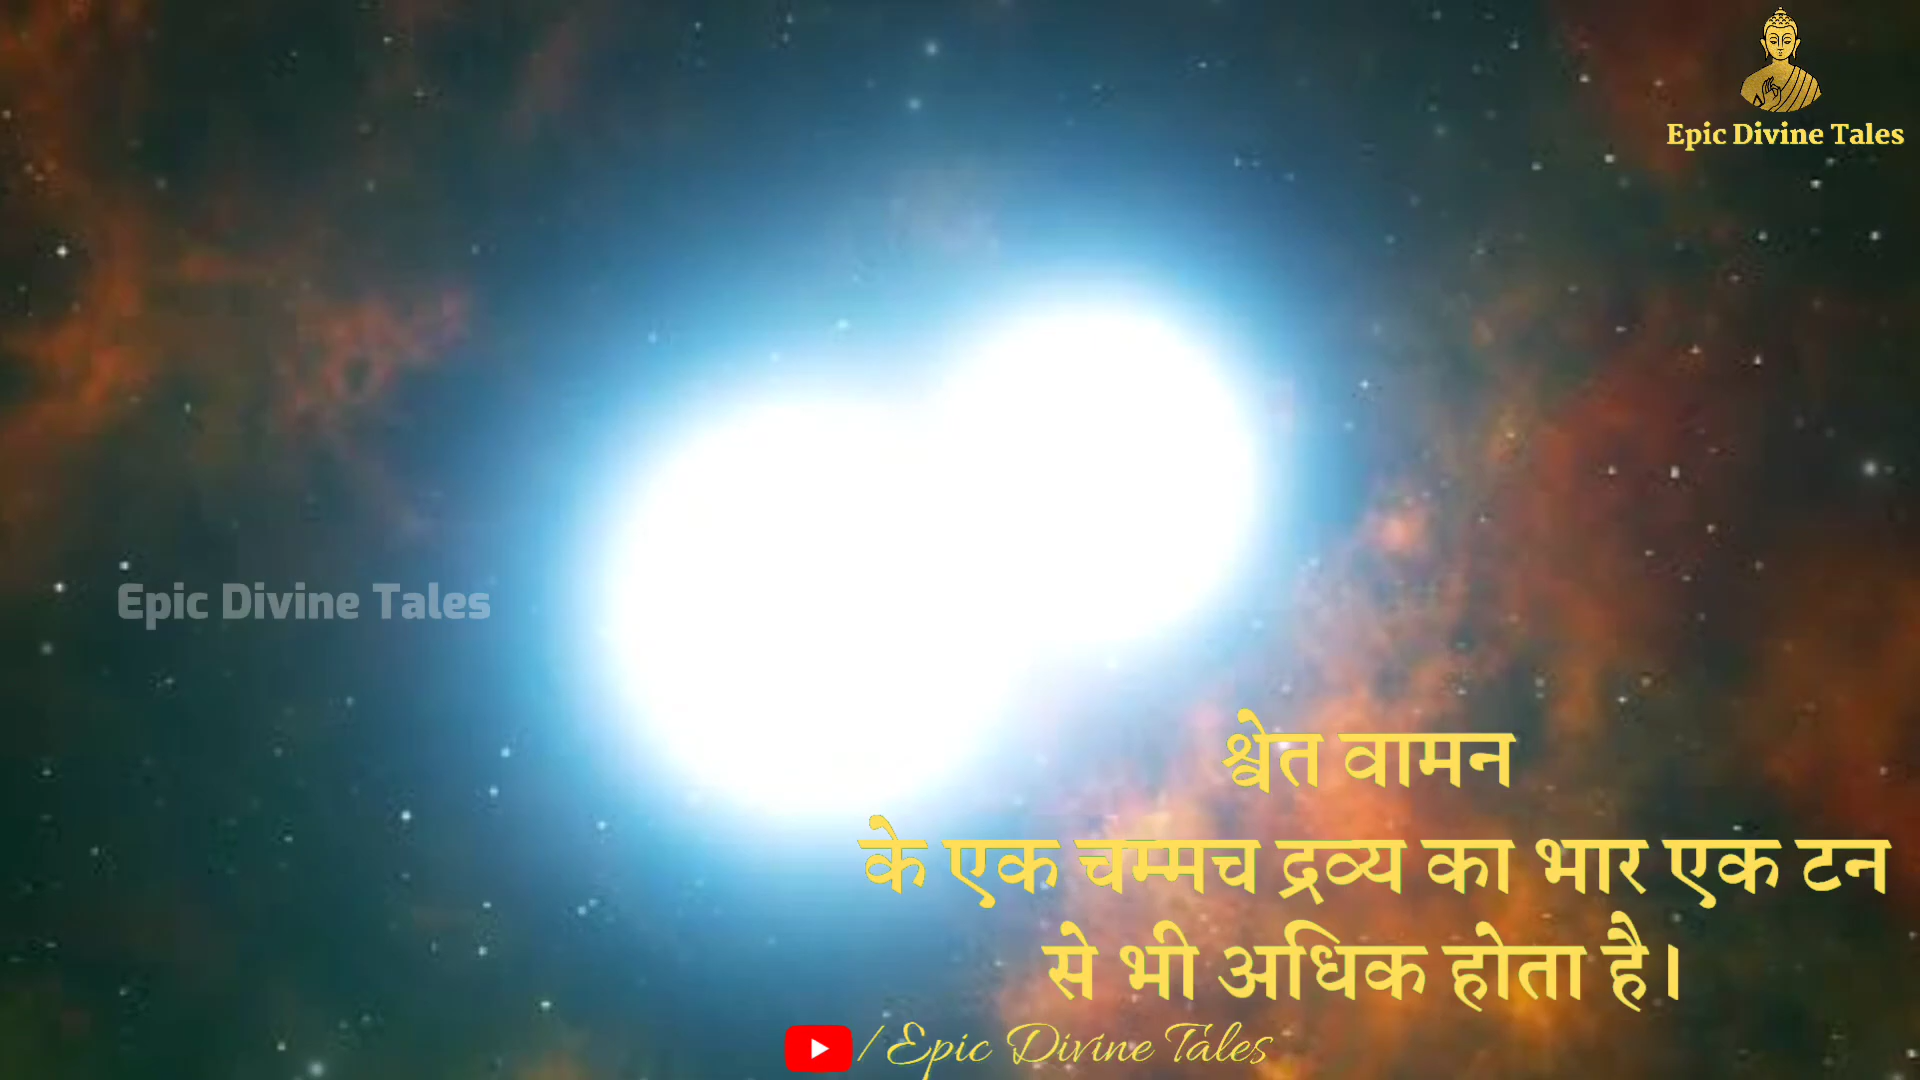 Epic Divine Tales
Epic Divine Tales
श्वेत वामन
के एक चम्मच द्रव्य का भार एक टन
से भी अधिक होता है।
/Epic Divine Tales